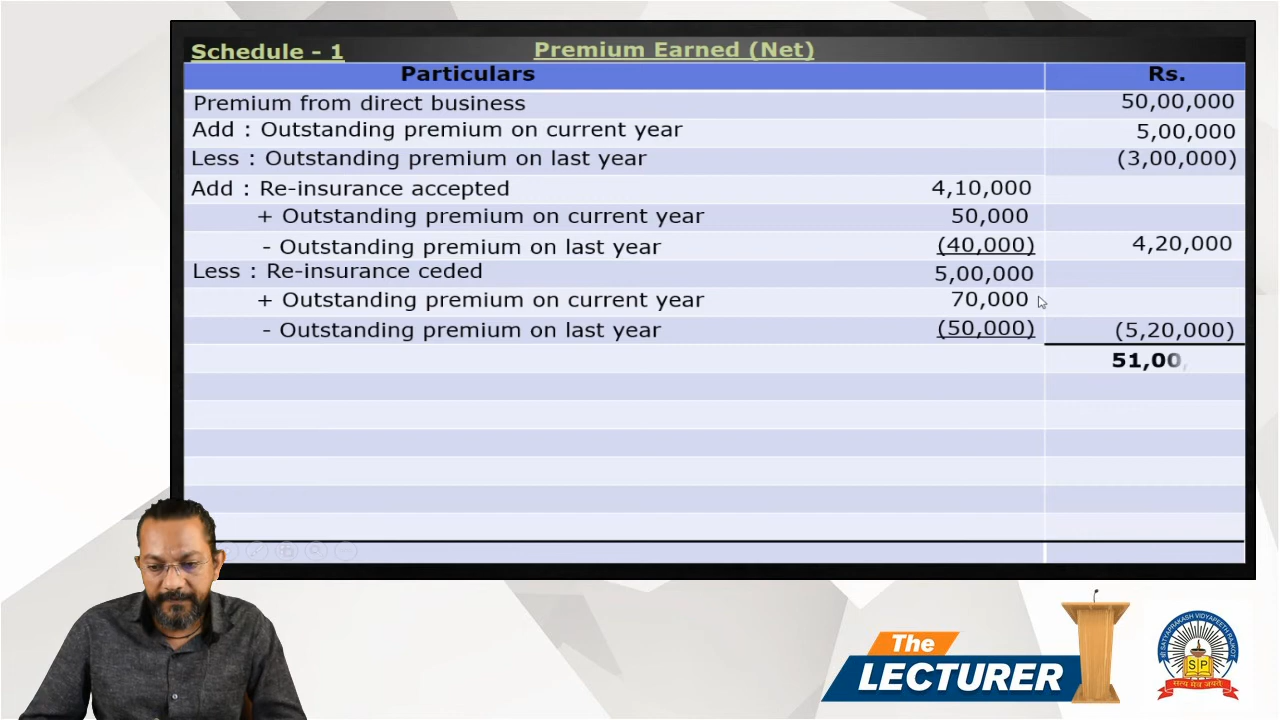 Schedule - 1 Premium Earned (Net)
Particulars Rs.
Premium from direct business 50,00,000
Add : Outstanding premium on current year 5,00,000
Less : Outstanding premium on last year (3,00,000)
Add : Re-insurance accepted 4,10,000
+ Outstanding premium on current year 50,000
- Outstanding premium on last year (40,000) 4,20,000
Less : Re-insurance ceded 5,00,000
+ Outstanding premium on current year 70,000
- Outstanding premium on last year (50,000) (5,20,000)
51,00,
The
LECTURER
SP
सत्य मेव जयते